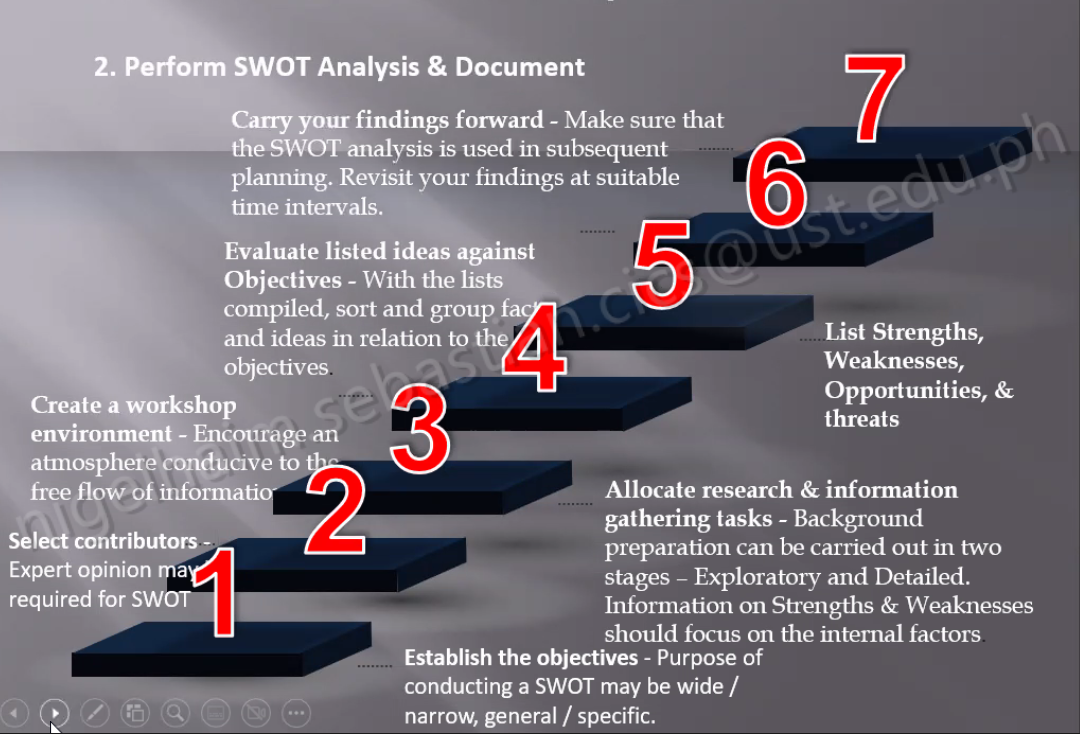 2. Perform SWOT Analysis & Document
7
Carry your findings forward - Make sure that
the SWOT analysis is used in subsequent
planning. Revisit your findings at suitable
time intervals.
6
5
Evaluate listed ideas against
Objectives - With the lists
compiled, sort and group
and ideas in relation to the
objectives.
4
List Strengths,
Weaknesses,
Opportunities, &
threats
3
Create a workshop
environment - Encourage an
atmosphere conducive to the
free flow of
2
Allocate research & information
gathering tasks - Background
preparation can be carried out in two
stages – Exploratory and Detailed.
Information on Strengths & Weaknesses
should focus on the internal factors.
Select contributors -
Expert opinion may
required for SWOT
1
Establish the objectives - Purpose of
conducting a SWOT may be wide /
narrow, general / specific.
nigelhaim.sebastian.cics@ust.edu.ph